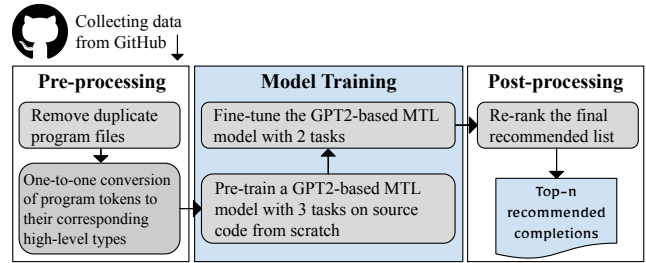 Collecting data
from GitHub
Pre-processing
Remove duplicate
program files
One-to-one conversion
of program tokens to
their corresponding
high-level types
Model Training
Fine-tune the GPT2-based MTL
model with 2 tasks
Pre-train a GPT2-based MTL
model with 3 tasks on source
code from scratch
Post-processing
Re-rank the final
recommended list
Top-n
recommended
completions